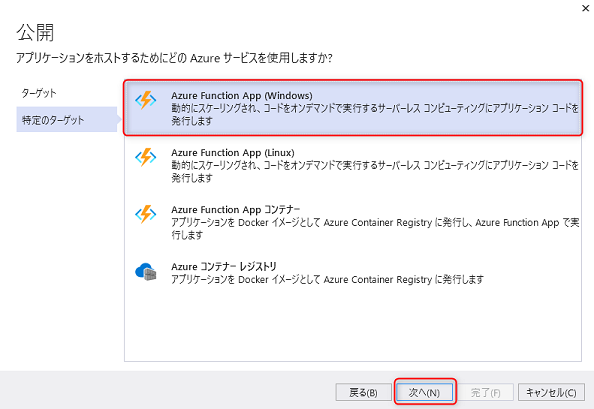 公開
アプリケーションをホストするためにどの Azure サービスを使用しますか?
ターゲット
特定のターゲット
Azure Function App (Windows)
動的にスケーリングされ、コードをオンデマンドで実行するサーバーレス コンピューティングにアプリケーション コードを
発行します
Azure Function App (Linux)
動的にスケーリングされ、コードをオンデマンドで実行するサーバーレス コンピューティングにアプリケーション コードを
発行します
Azure Function App コンテナー
アプリケーションを Docker イメージとして Azure Container Registry に発行し、Azure Function App で実
行します
Azure コンテナー レジストリ
アプリケーションを Docker イメージとして Azure Container Registry に発行します
戻る(B)
次へ(N)
完了(F)
キャンセル(C)